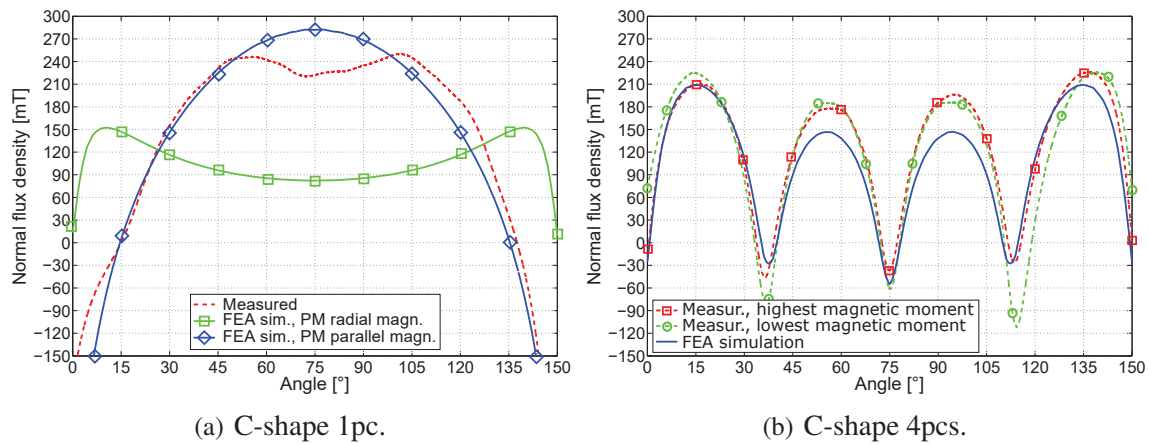 300
270
240
210
180
150
120
90
60
30
0
−30
−60
−90
−120
−150
Normal flux density [mT]
Measured
FEA sim., PM radial magn.
FEA sim., PM parallel magn.
0 15 30 45 60 75 90 105 120 135 150
Angle [°]
(a) C-shape 1pc.
300
270
240
210
180
150
120
90
60
30
0
−30
−60
−90
−120
−150
Normal flux density [mT]
Measur., highest magnetic moment
Measur., lowest magnetic moment
FEA simulation
0 15 30 45 60 75 90 105 120 135 150
Angle [°]
(b) C-shape 4pcs.